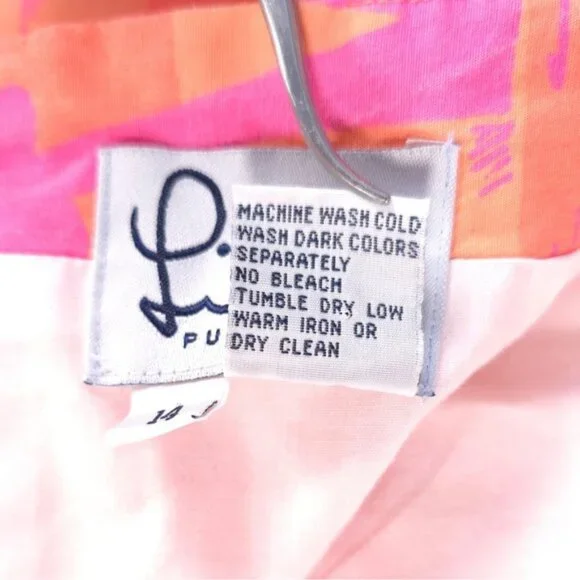 Li
PU
MACHINE WASH COLD
WASH DARK COLORS
SEPARATELY
NO BLEACH
TUMBLE DRY LOW
WARM IRON OR
DRY CLEAN
14